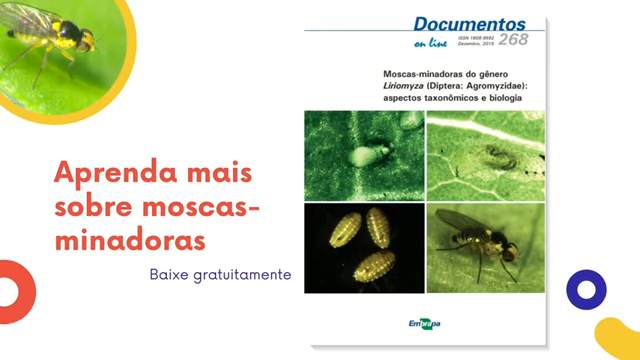 Documentos
on line
ISSN 1808-9992
Dezembro, 2015
268
Moscas-minadoras do gênero
Liriomyza (Diptera: Agromyzidae):
aspectos taxonômicos e biologia
Aprenda mais
sobre moscas-
minadoras
Baixe gratuitamente
Embrapa